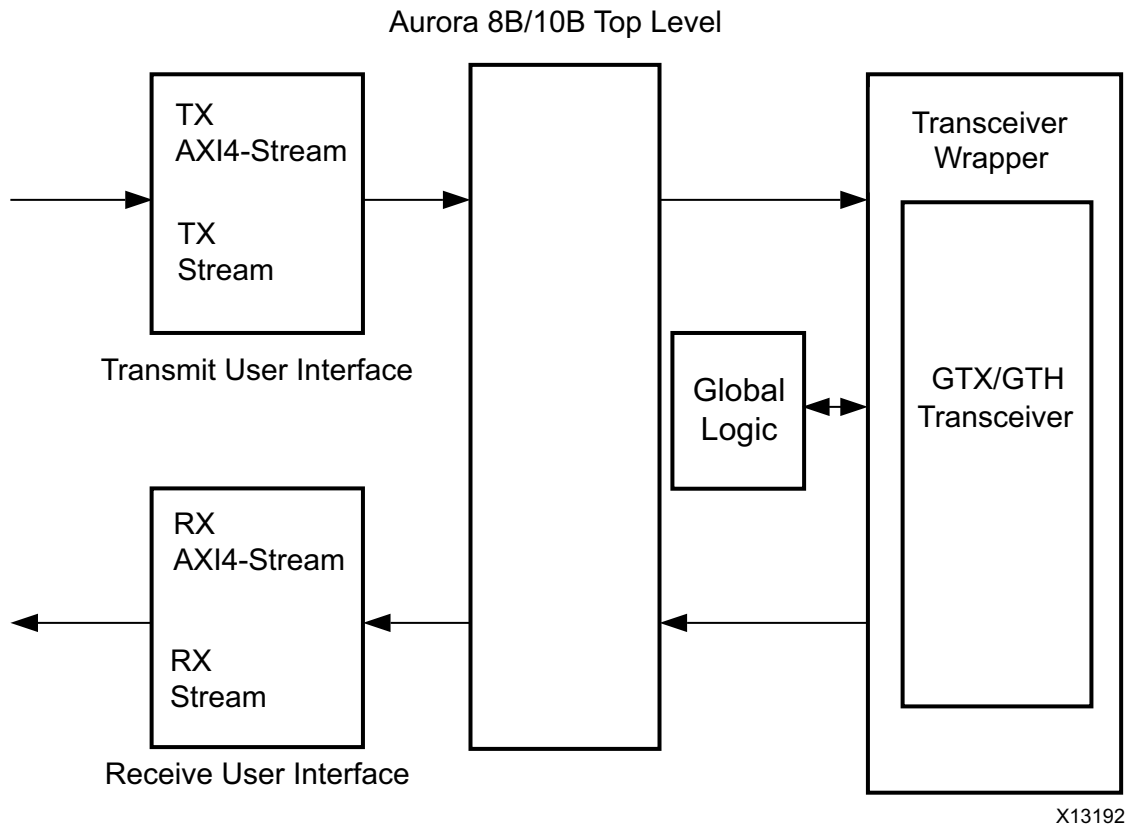 Aurora 8B/10B Top Level
TX
AXI4-Stream
TX
Stream
Transmit User Interface
Transceiver
Wrapper
Global
Logic
GTX/GTH
Transceiver
RX
AXI4-Stream
RX
Stream
Receive User Interface
X13192